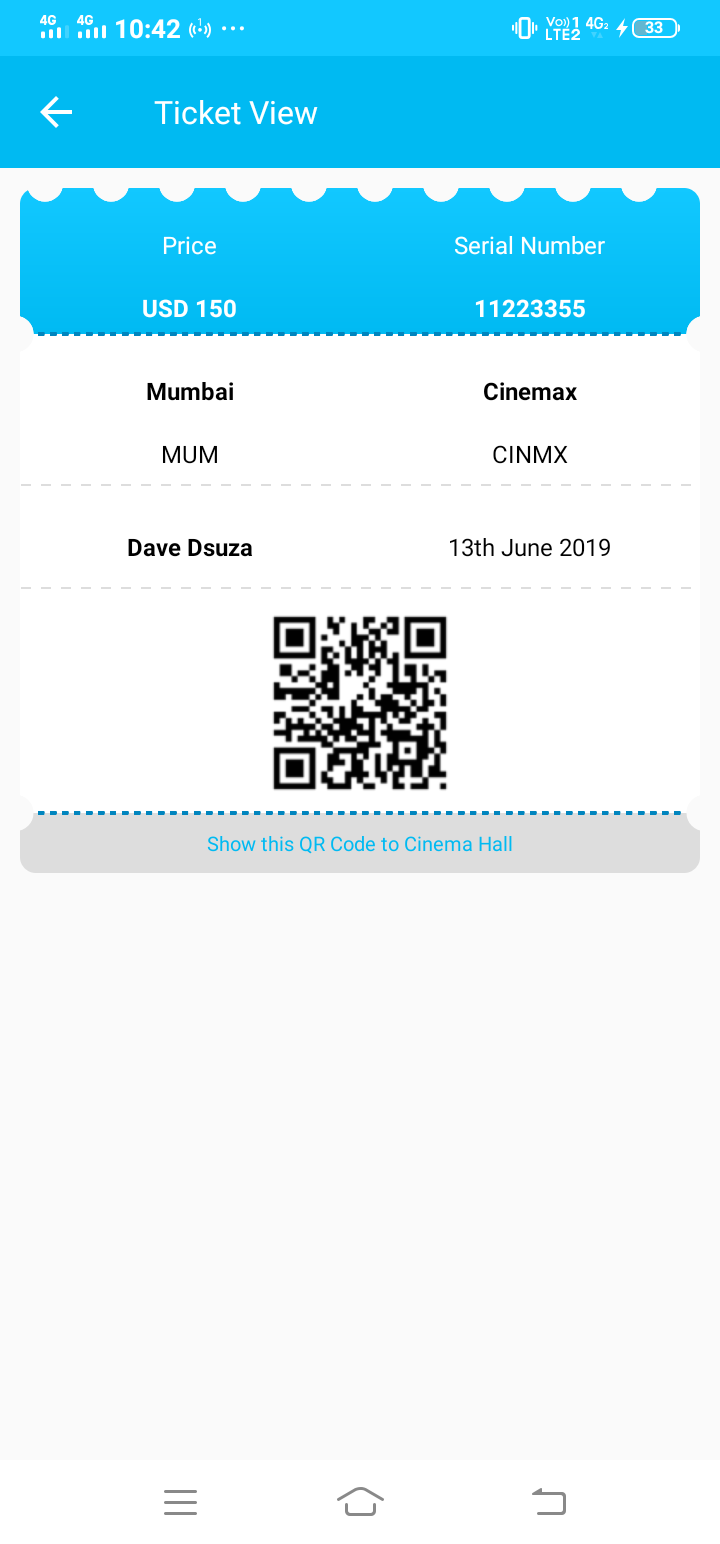 4G 4G 10:42 Vo)) 1 LTE2 4G2 33
Ticket View
Price Serial Number
USD 150 11223355
Mumbai Cinemax
MUM CINMX
Dave Dsuza 13th June 2019
Show this QR Code to Cinema Hall